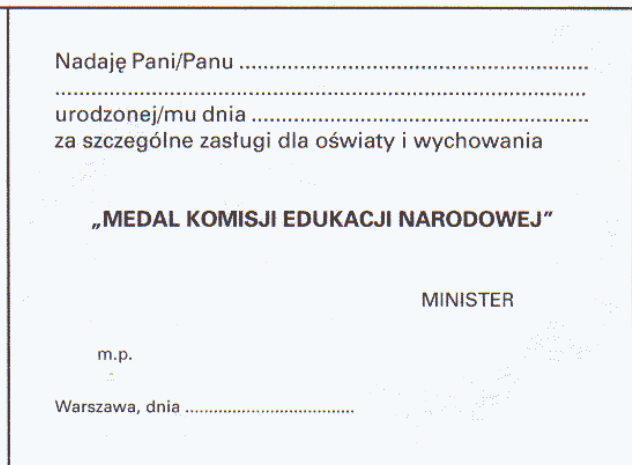 Nadaję Pani/Panu ............................................................
..........................................................................................
urodzonej/mu dnia .........................................................
za szczególne zasługi dla oświaty i wychowania
„MEDAL KOMISJI EDUKACJI NARODOWEJ”
MINISTER
m.p.
Warszawa, dnia ...................................